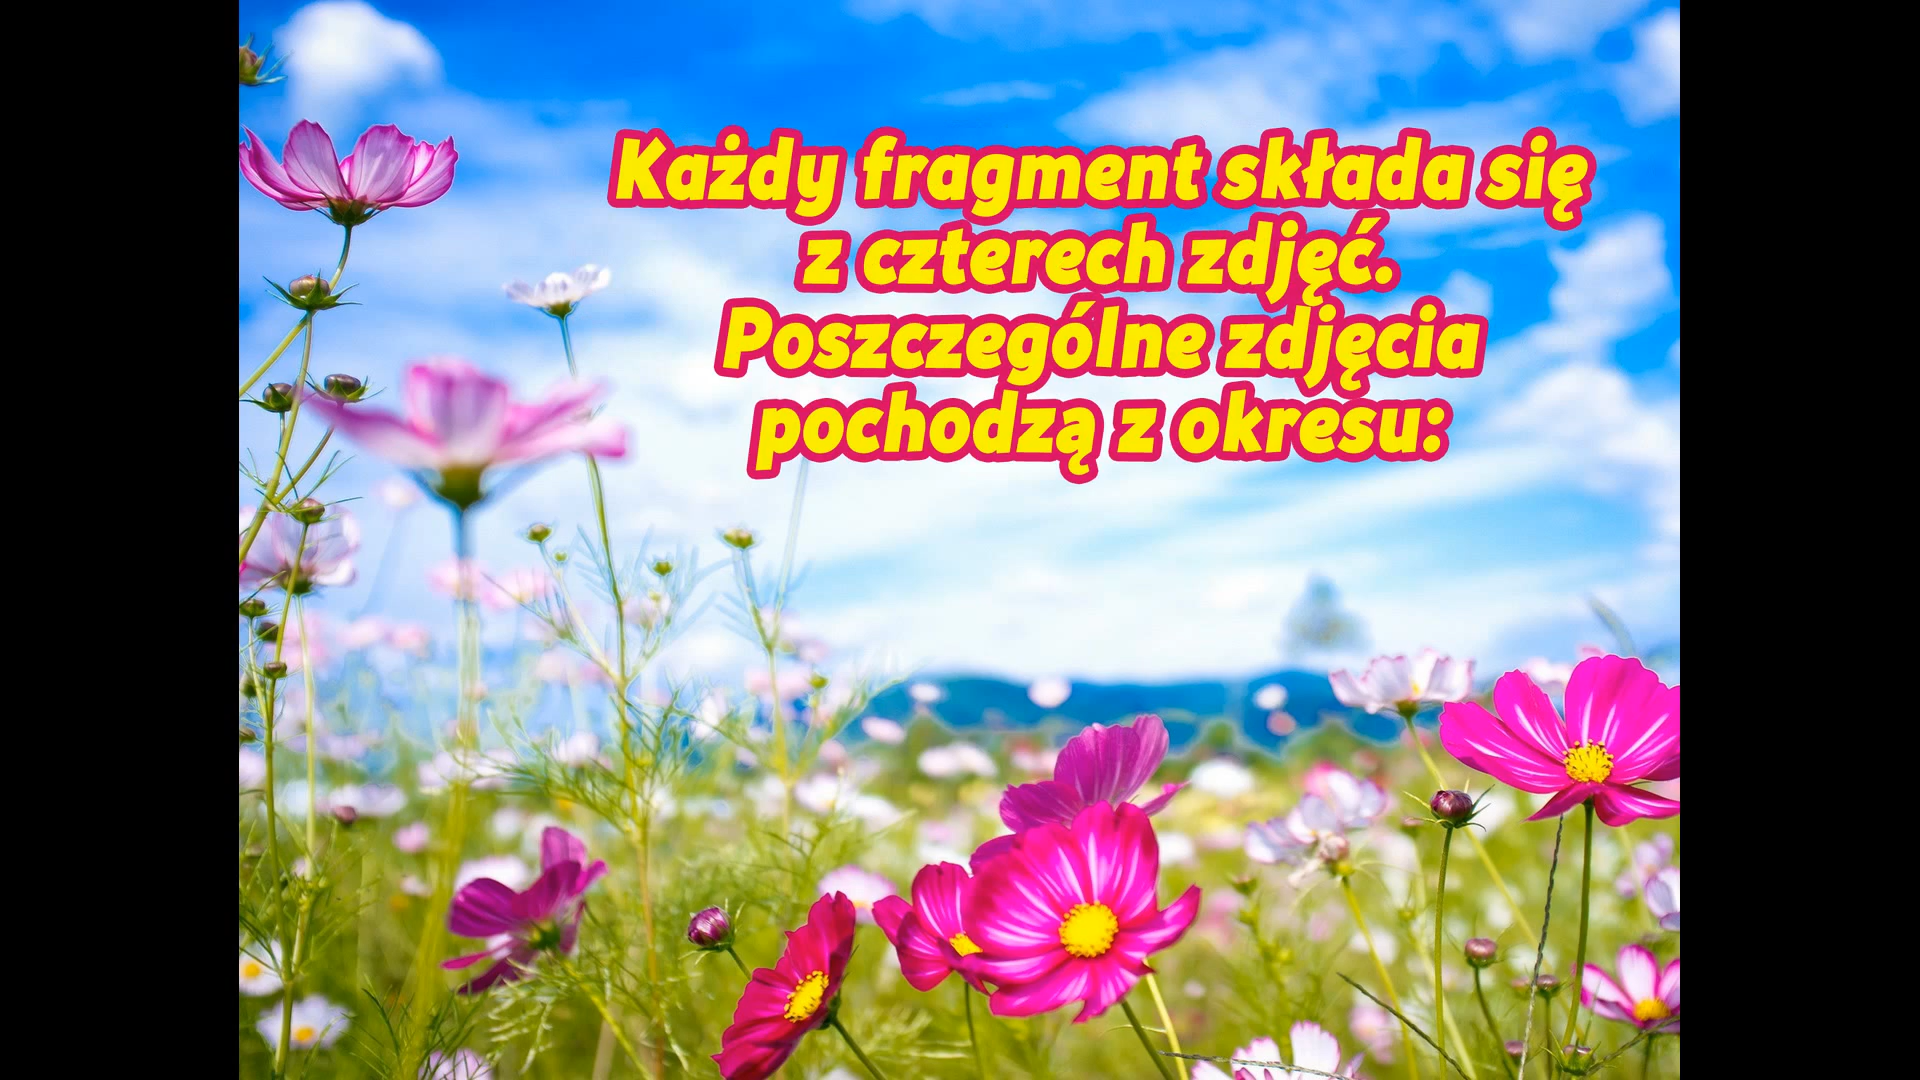 Każdy fragment składa się
z czterech zdjęć.
Poszczególne zdjęcia
pochodzą z okresu: